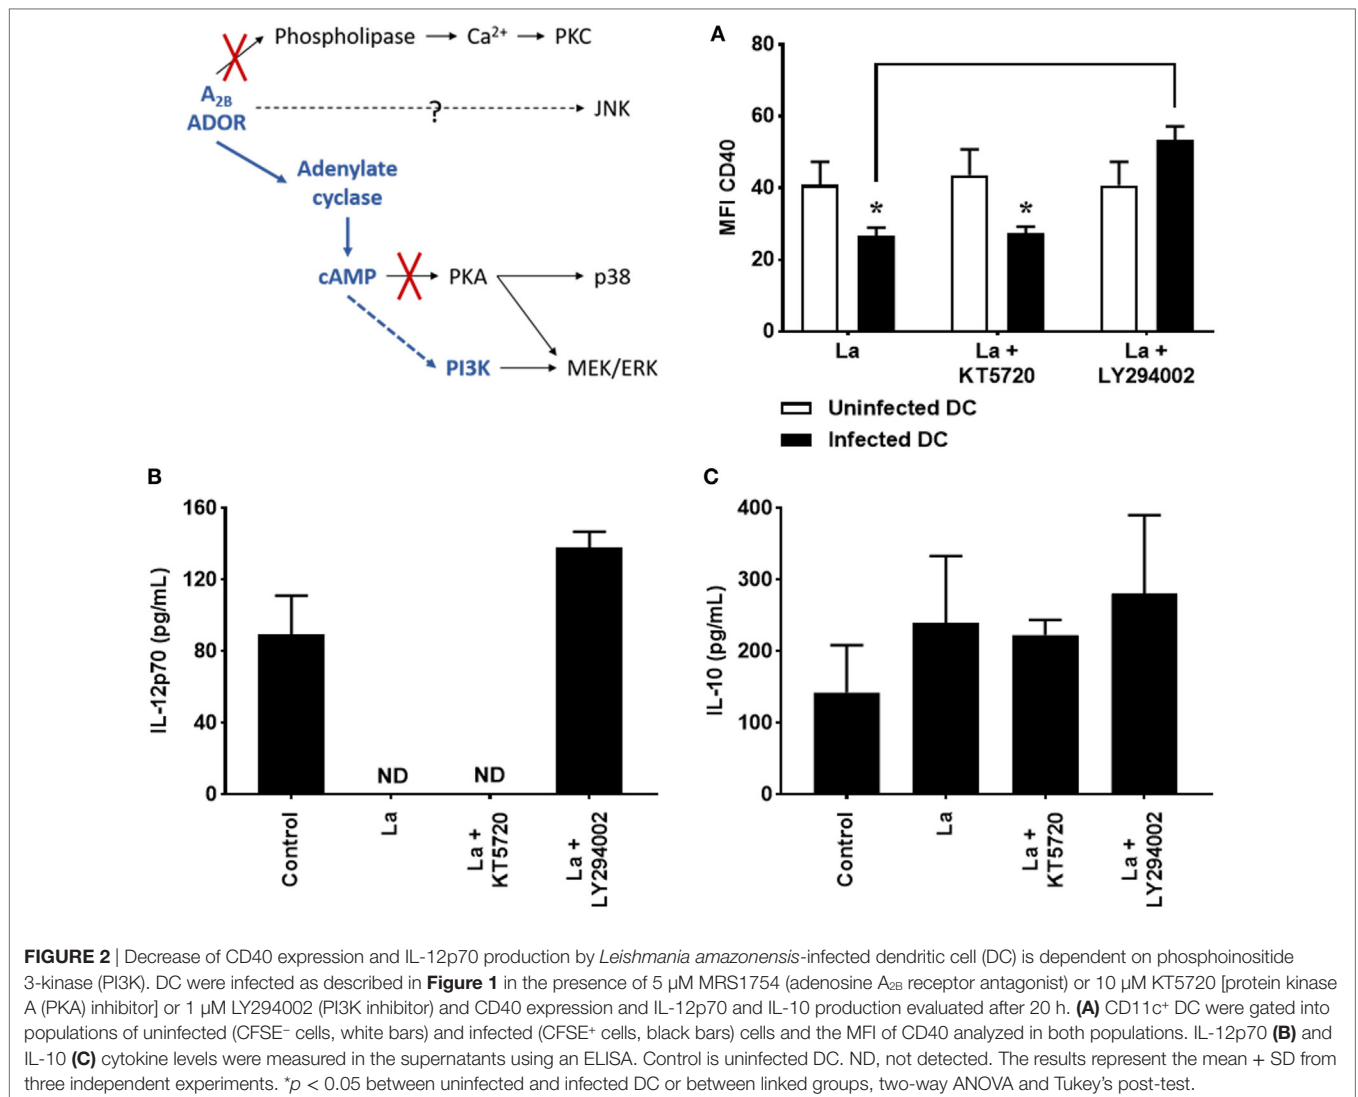 Phospholipase
Ca²⁺
PKC
A₂B
ADOR
?
JNK
Adenylate
cyclase
cAMP
PKA
p38
PI3K
MEK/ERK
A
80
60
40
20
0
MFI CD40
*
*
La
La +
KT5720
La +
LY294002
Uninfected DC
Infected DC
B
160
120
80
40
0
IL-12p70 (pg/mL)
ND
ND
Control
La
La +
KT5720
La +
LY294002
C
400
300
200
100
0
IL-10 (pg/mL)
Control
La
La +
KT5720
La +
LY294002
FIGURE 2 | Decrease of CD40 expression and IL-12p70 production by Leishmania amazonensis-infected dendritic cell (DC) is dependent on phosphoinositide
3-kinase (PI3K). DC were infected as described in Figure 1 in the presence of 5 µM MRS1754 (adenosine A₂B receptor antagonist) or 10 µM KT5720 [protein kinase
A (PKA) inhibitor] or 1 µM LY294002 (PI3K inhibitor) and CD40 expression and IL-12p70 and IL-10 production evaluated after 20 h. (A) CD11c⁺ DC were gated into
populations of uninfected (CFSE⁻ cells, white bars) and infected (CFSE⁺ cells, black bars) cells and the MFI of CD40 analyzed in both populations. IL-12p70 (B) and
IL-10 (C) cytokine levels were measured in the supernatants using an ELISA. Control is uninfected DC. ND, not detected. The results represent the mean + SD from
three independent experiments. *p < 0.05 between uninfected and infected DC or between linked groups, two-way ANOVA and Tukey's post-test.